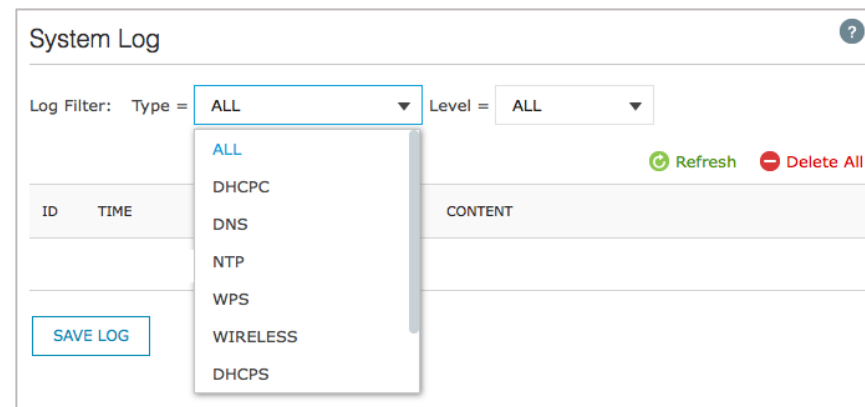 System Log
?
Log Filter: Type = ALL Level = ALL
ALL
DHCPC
DNS
NTP
WPS
WIRELESS
DHCPS
Refresh Delete All
ID TIME CONTENT
SAVE LOG